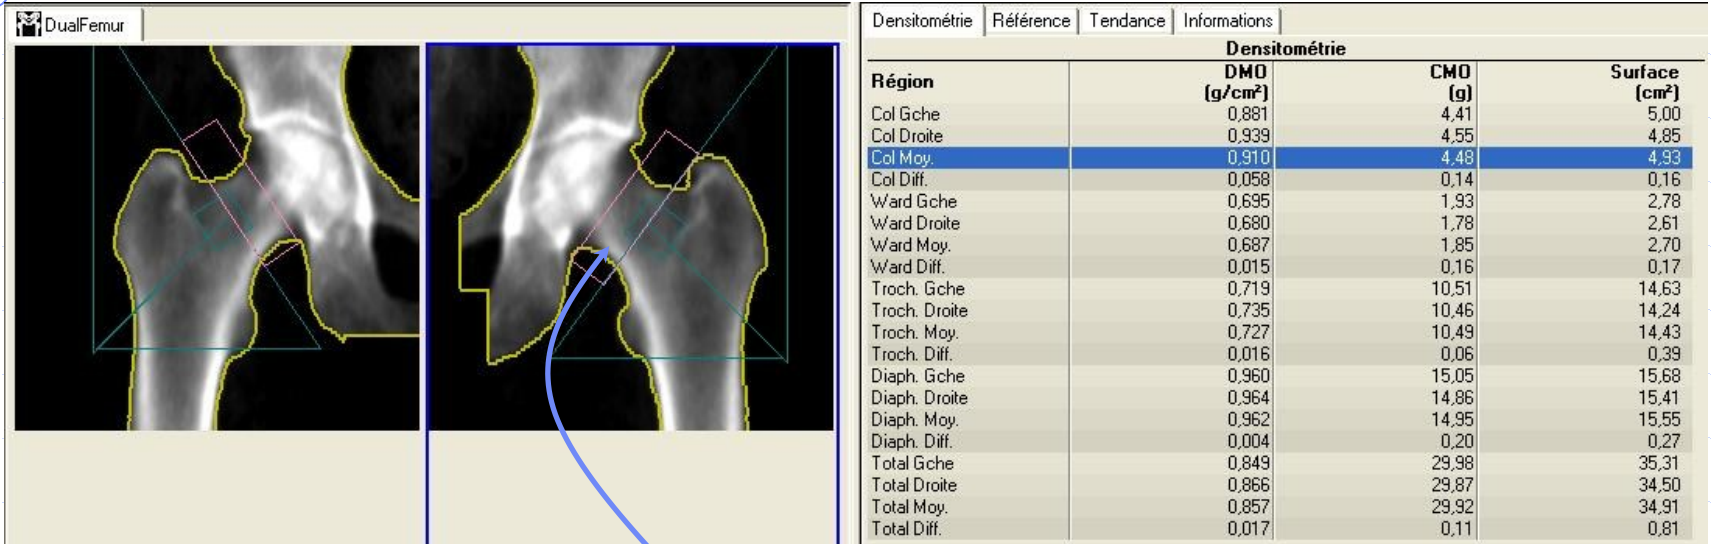 DualFemur
Densitométrie Référence Tendance Informations
Densitométrie
Région DMO (g/cm²) CMO (g) Surface (cm²)
Col Gche 0,881 4,41 5,00
Col Droite 0,939 4,55 4,85
Col Moy. 0,910 4,48 4,93
Col Diff. 0,058 0,14 0,16
Ward Gche 0,695 1,93 2,78
Ward Droite 0,680 1,78 2,61
Ward Moy. 0,687 1,85 2,70
Ward Diff. 0,015 0,16 0,17
Troch. Gche 0,719 10,51 14,63
Troch. Droite 0,735 10,46 14,24
Troch. Moy. 0,727 10,49 14,43
Troch. Diff. 0,016 0,06 0,39
Diaph. Gche 0,960 15,05 15,68
Diaph. Droite 0,964 14,86 15,41
Diaph. Moy. 0,962 14,95 15,55
Diaph. Diff. 0,004 0,20 0,27
Total Gche 0,849 29,98 35,31
Total Droite 0,866 29,87 34,50
Total Moy. 0,857 29,92 34,91
Total Diff. 0,017 0,11 0,81